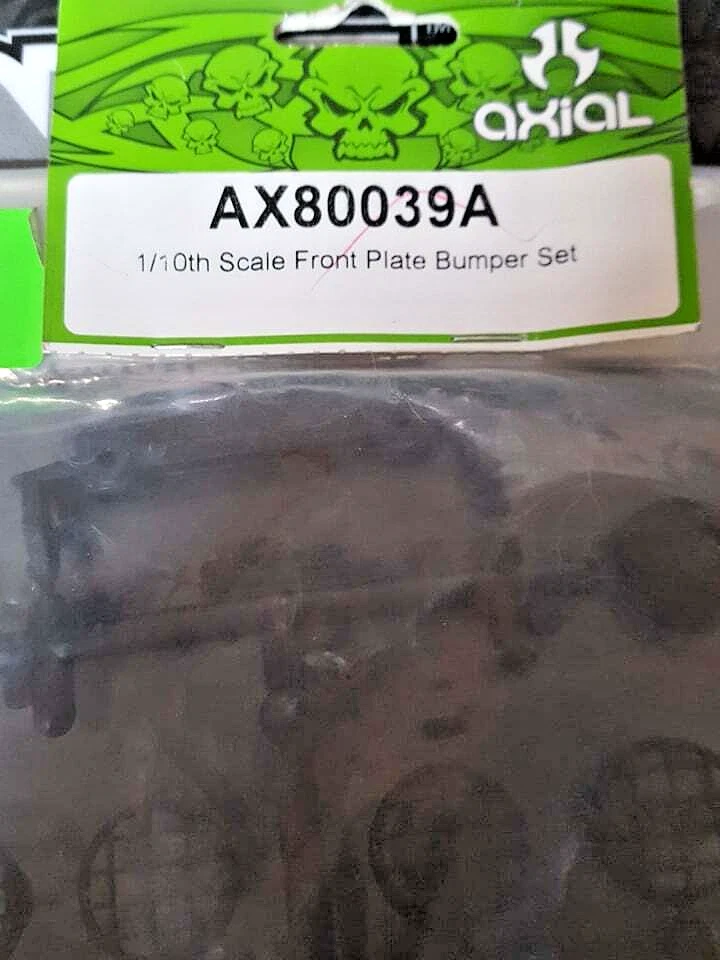 axial
AX80039A
1/10th Scale Front Plate Bumper Set